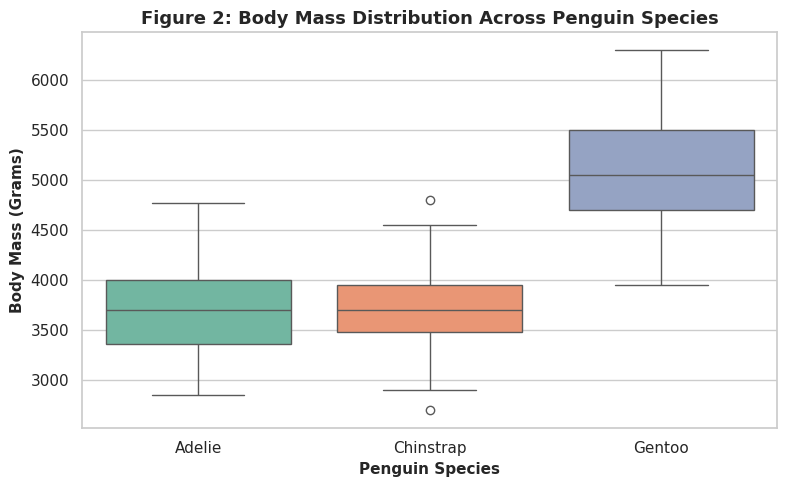 Figure 2: Body Mass Distribution Across Penguin Species
Body Mass (Grams)
6000
5500
5000
4500
4000
3500
3000
Adelie
Chinstrap
Gentoo
Penguin Species